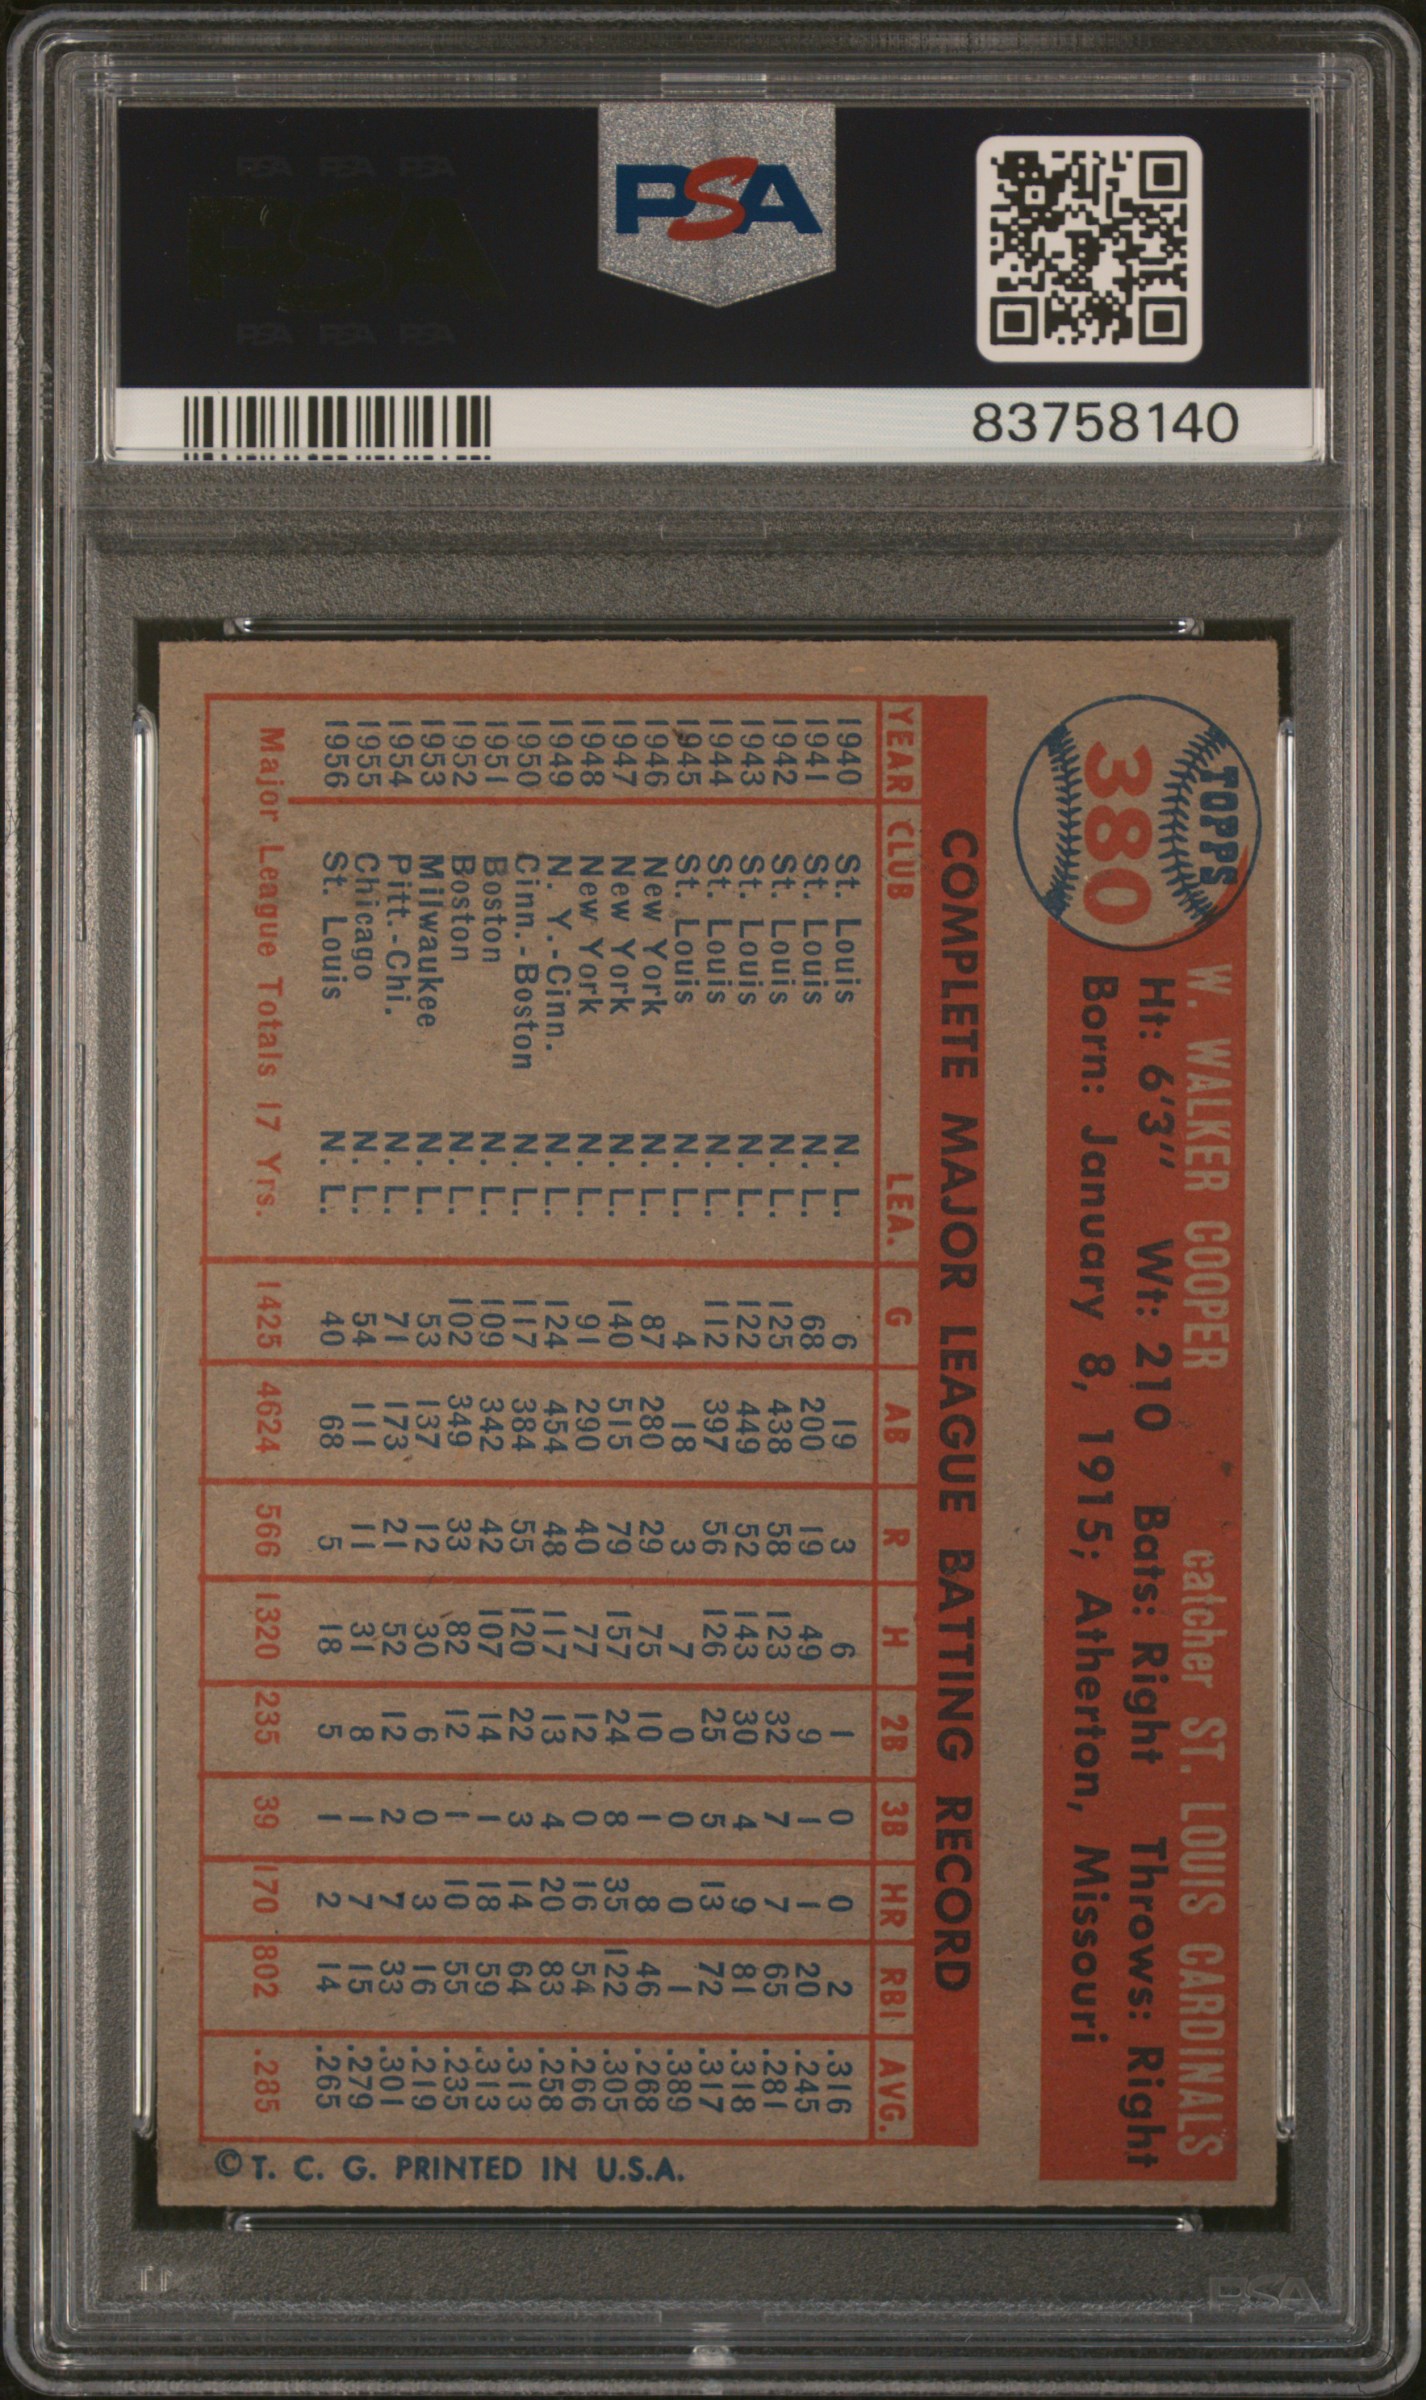 PSA PSA PSA
PSA
PSA PSA PSA
PSA
83758140
TOPPS
380
W. WALKER COOPER catcher ST. LOUIS CARDINALS
Ht: 6'3" Wt: 210 Bats: Right Throws: Right
Born: January 8, 1915; Atherton, Missouri
COMPLETE MAJOR LEAGUE BATTING RECORD
YEAR CLUB LEA. G AB R H 2B 3B HR RBI AVG.
1940 St. Louis N. L. 6 19 3 6 1 0 0 2 .316
1941 St. Louis N. L. 68 200 19 49 9 1 1 20 .245
1942 St. Louis N. L. 125 438 58 123 32 7 7 65 .281
1943 St. Louis N. L. 122 449 52 143 30 4 9 81 .318
1944 St. Louis N. L. 112 397 56 126 25 5 13 72 .317
1945 St. Louis N. L. 4 18 3 7 0 0 0 1 .389
1946 New York N. L. 87 280 29 75 10 1 8 46 .268
1947 New York N. L. 140 515 79 157 24 8 35 122 .305
1948 New York N. L. 91 290 40 77 12 0 16 54 .266
1949 N. Y.-Cinn. N. L. 124 454 48 117 13 4 20 83 .258
1950 Cinn.-Boston N. L. 117 384 55 120 22 3 14 64 .313
1951 Boston N. L. 109 342 42 107 14 1 18 59 .313
1952 Boston N. L. 102 349 33 82 12 1 10 55 .235
1953 Milwaukee N. L. 53 137 12 30 6 0 3 16 .219
1954 Pitt.-Chi. N. L. 71 173 21 52 12 2 7 33 .301
1955 Chicago N. L. 54 111 11 31 8 1 7 15 .279
1956 St. Louis N. L. 40 68 5 18 5 1 2 14 .265
Major League Totals 17 Yrs. 1425 4624 566 1320 235 39 170 802 .285
© T. C. G. PRINTED IN U.S.A.
PSA